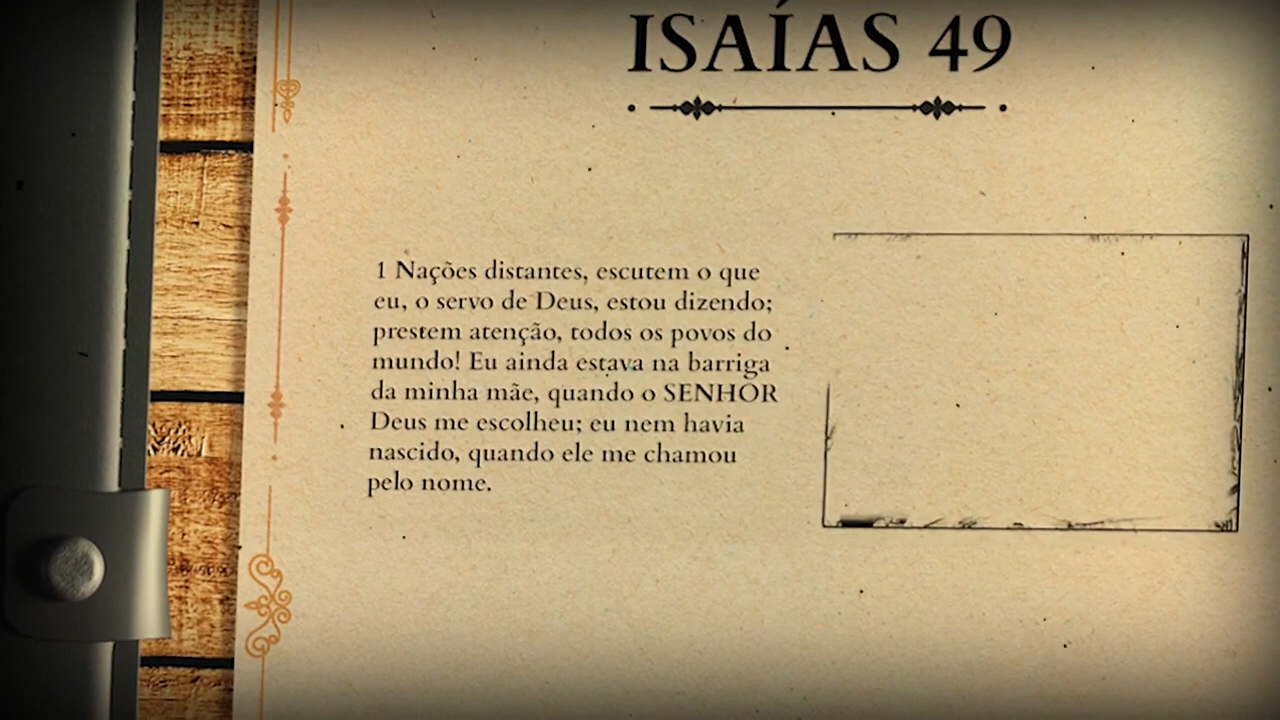 ISAÍAS 49
1 Nações distantes, escutem o que
eu, o servo de Deus, estou dizendo;
prestem atenção, todos os povos do
mundo! Eu ainda estava na barriga
da minha mãe, quando o SENHOR
Deus me escolheu; eu nem havia
nascido, quando ele me chamou
pelo nome.